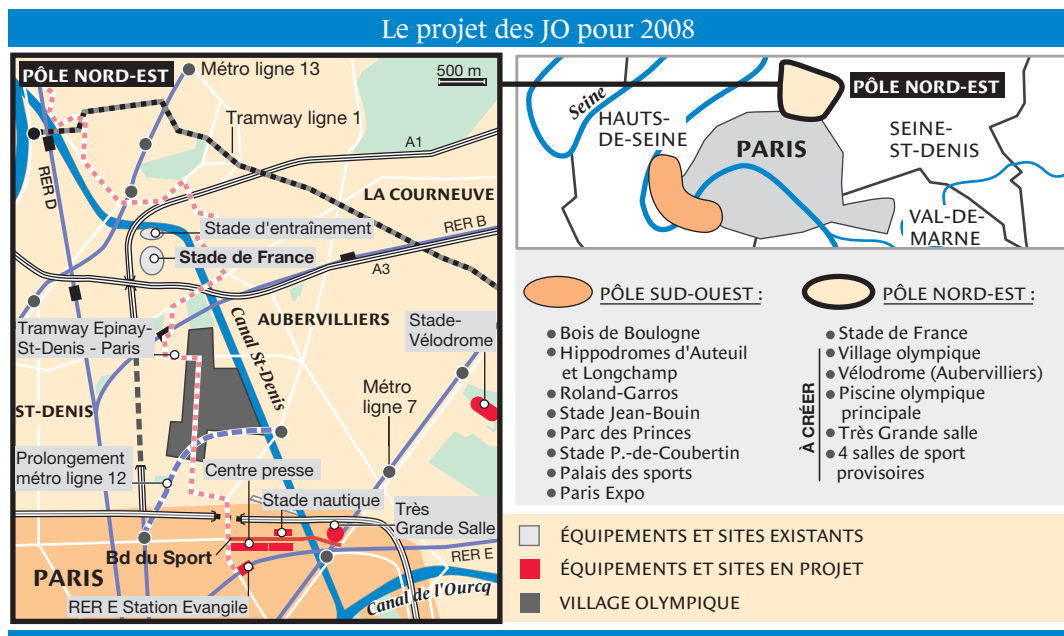 Le projet des JO pour 2008
PÔLE NORD-EST
Métro ligne 13
500 m
Tramway ligne 1
A1
RER D
LA COURNEUVE
Stade d'entraînement
RER B
Stade de France
A3
Tramway Epinay-
St-Denis - Paris
Canal St-Denis
AUBERVILLIERS
Stade-
Vélodrome
Métro
ligne 7
ST-DENIS
Prolongement
métro ligne 12
Centre presse
Stade nautique
Très
Grande Salle
Bd du Sport
RER E
PARIS
RER E Station Evangile
Canal de l'Ourcq
Seine
PÔLE NORD-EST
HAUTS-
DE-SEINE
PARIS
SEINE-
ST-DENIS
VAL-DE-
MARNE
PÔLE SUD-OUEST :
Bois de Boulogne
Hippodromes d'Auteuil
et Longchamp
Roland-Garros
Stade Jean-Bouin
Parc des Princes
Stade P.-de-Coubertin
Palais des sports
Paris Expo
PÔLE NORD-EST :
Stade de France
À CRÉER
Village olympique
Vélodrome (Aubervilliers)
Piscine olympique
principale
Très Grande salle
4 salles de sport
provisoires
ÉQUIPEMENTS ET SITES EXISTANTS
ÉQUIPEMENTS ET SITES EN PROJET
VILLAGE OLYMPIQUE